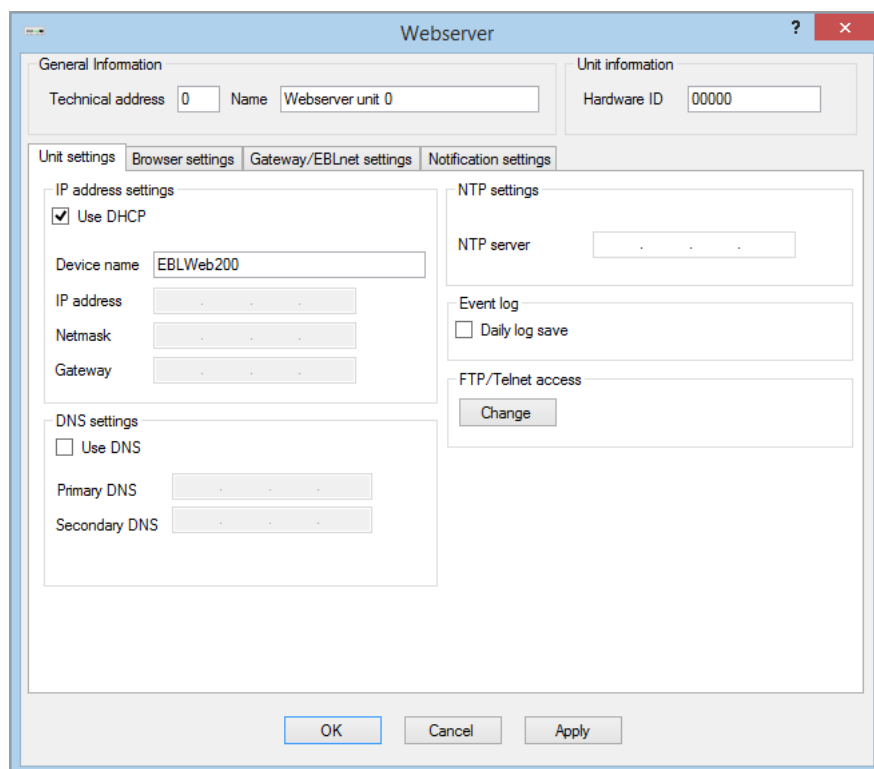 Webserver
?
General Information
Unit information
Technical address 0 Name Webserver unit 0
Hardware ID 00000
Unit settings Browser settings Gateway/EBLnet settings Notification settings
IP address settings
Use DHCP
Device name EBLWeb200
IP address . . .
Netmask . . .
Gateway . . .
DNS settings
Use DNS
Primary DNS . . .
Secondary DNS . . .
NTP settings
NTP server . . .
Event log
Daily log save
FTP/Telnet access
Change
OK Cancel Apply